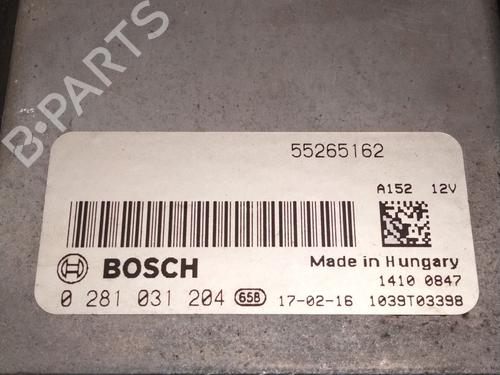 B-PARTS
55265162
A152 12V
BOSCH
Made in Hungary
1410 0847
0 281 031 204 658 17-02-16 1039T03398